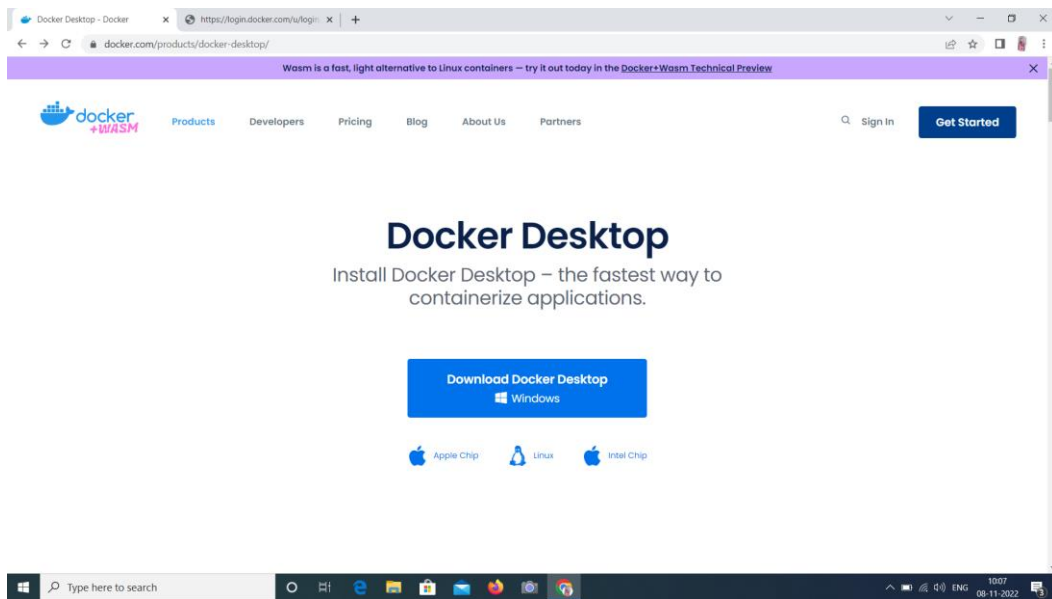 Docker Desktop - Docker
https://login.docker.com/u/login
docker.com/products/docker-desktop/
Wasm is a fast, light alternative to Linux containers — try it out today in the Docker+Wasm Technical Preview
docker
+WASM
Products Developers Pricing Blog About Us Partners Sign In Get Started
Docker Desktop
Install Docker Desktop – the fastest way to
containerize applications.
Download Docker Desktop
Windows
Apple Chip Linux Intel Chip
Type here to search
ENG
10:07
08-11-2022
3